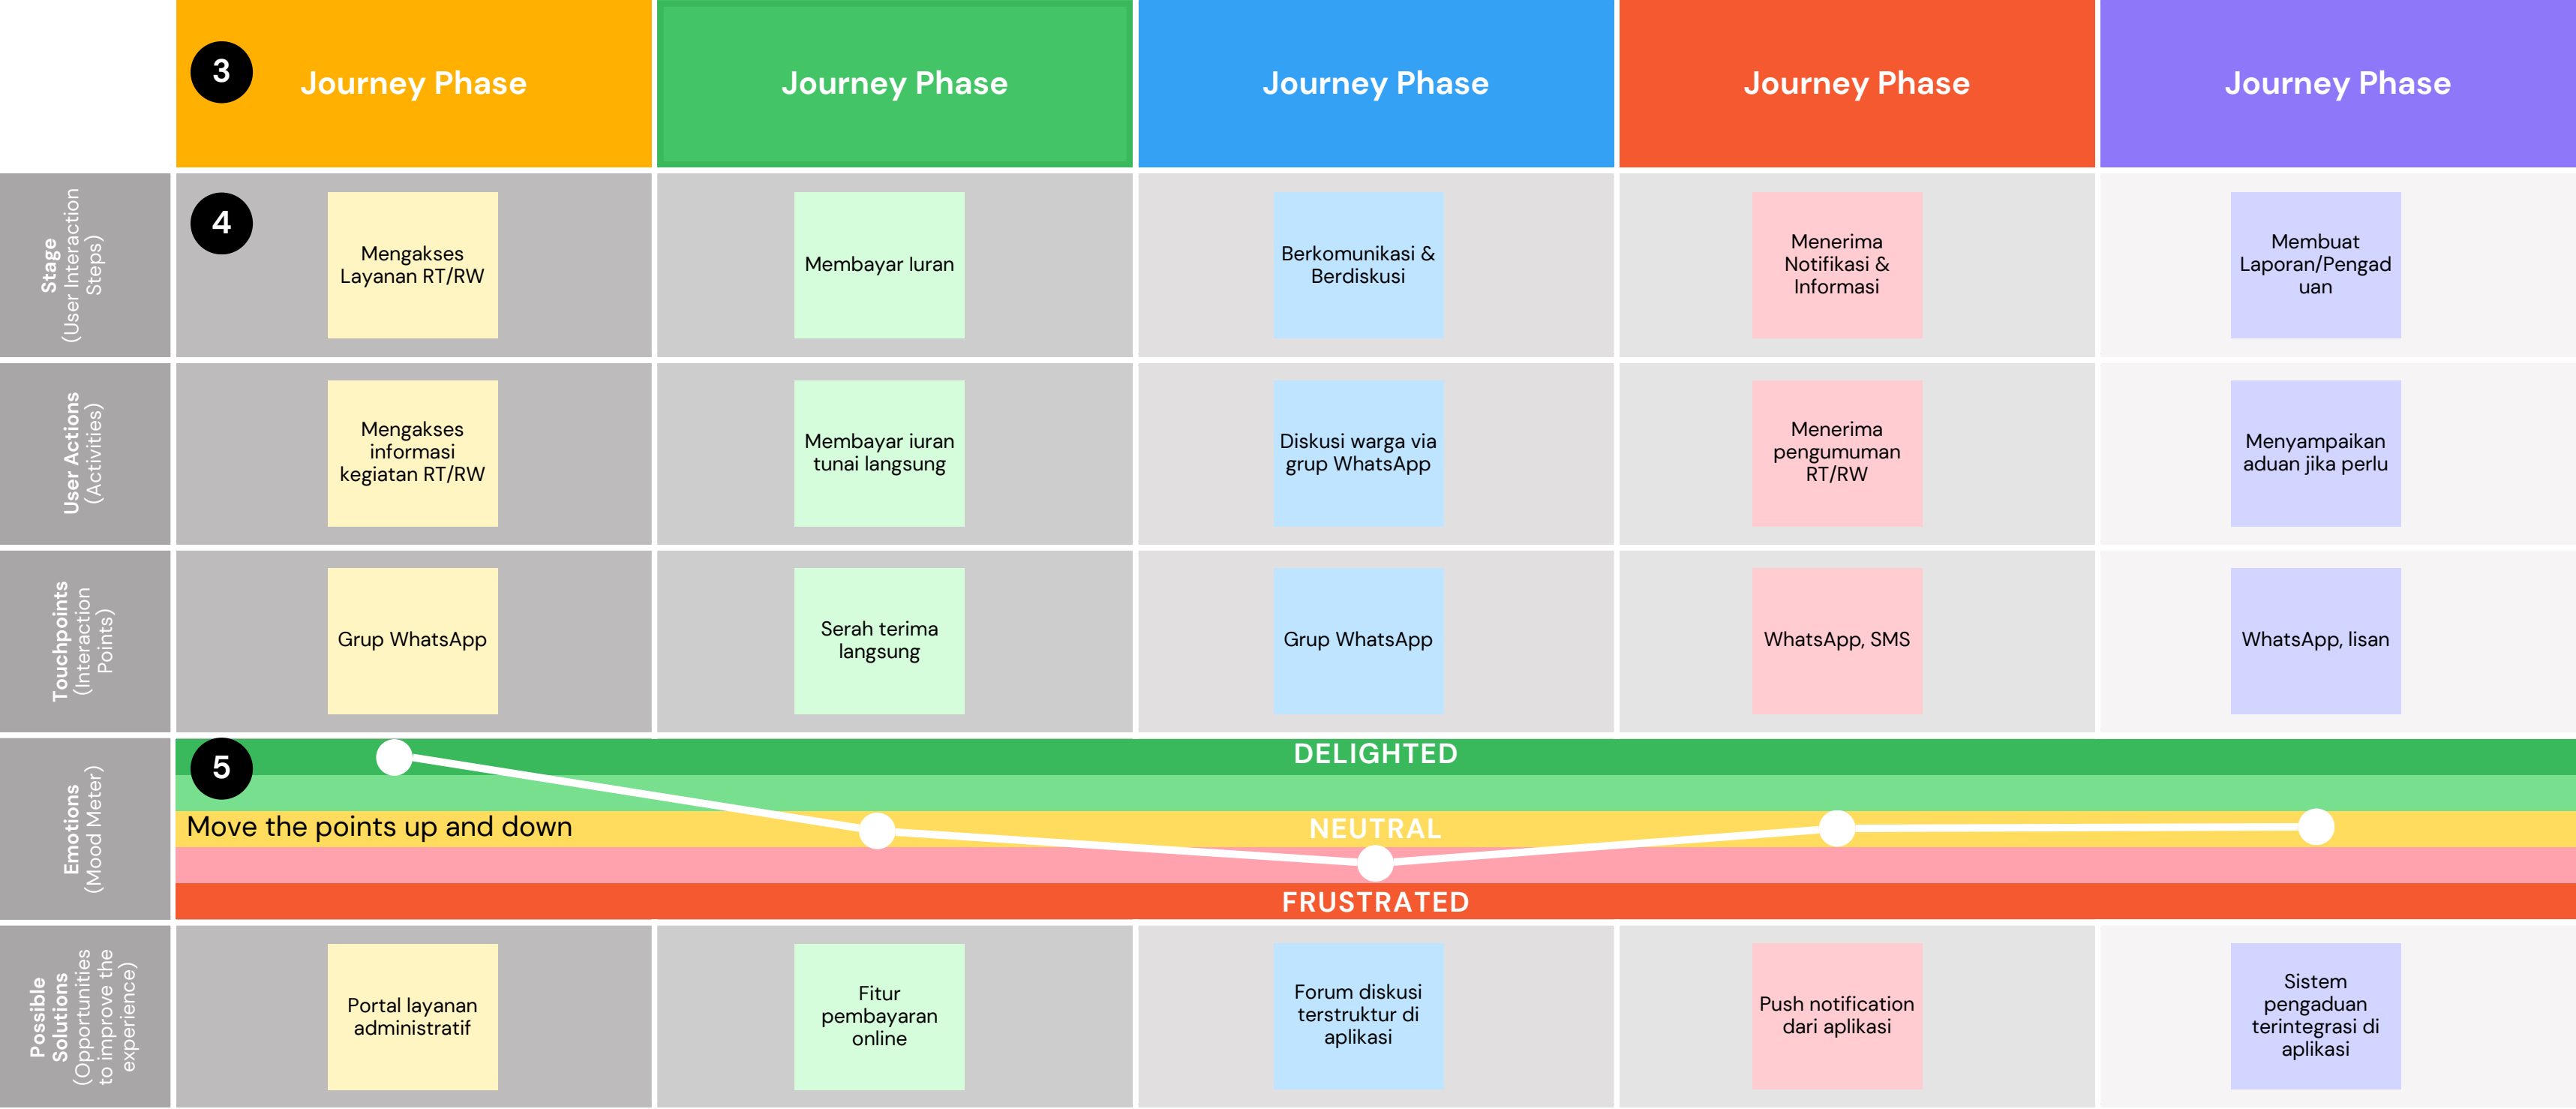 3
Journey Phase
Journey Phase
Journey Phase
Journey Phase
Journey Phase
Stage
(User Interaction
Steps)
4
Mengakses
Layanan RT/RW
Membayar Iuran
Berkomunikasi &
Berdiskusi
Menerima
Notifikasi &
Informasi
Membuat
Laporan/Pengad
uan
User Actions
(Activities)
Mengakses
informasi
kegiatan RT/RW
Membayar iuran
tunai langsung
Diskusi warga via
grup WhatsApp
Menerima
pengumuman
RT/RW
Menyampaikan
aduan jika perlu
Touchpoints
(Interaction
Points)
Grup WhatsApp
Serah terima
langsung
Grup WhatsApp
WhatsApp, SMS
WhatsApp, lisan
Emotions
(Mood Meter)
5
DELIGHTED
Move the points up and down
NEUTRAL
FRUSTRATED
Possible
Solutions
(Opportunities
to improve the
experience)
Portal layanan
administratif
Fitur
pembayaran
online
Forum diskusi
terstruktur di
aplikasi
Push notification
dari aplikasi
Sistem
pengaduan
terintegrasi di
aplikasi